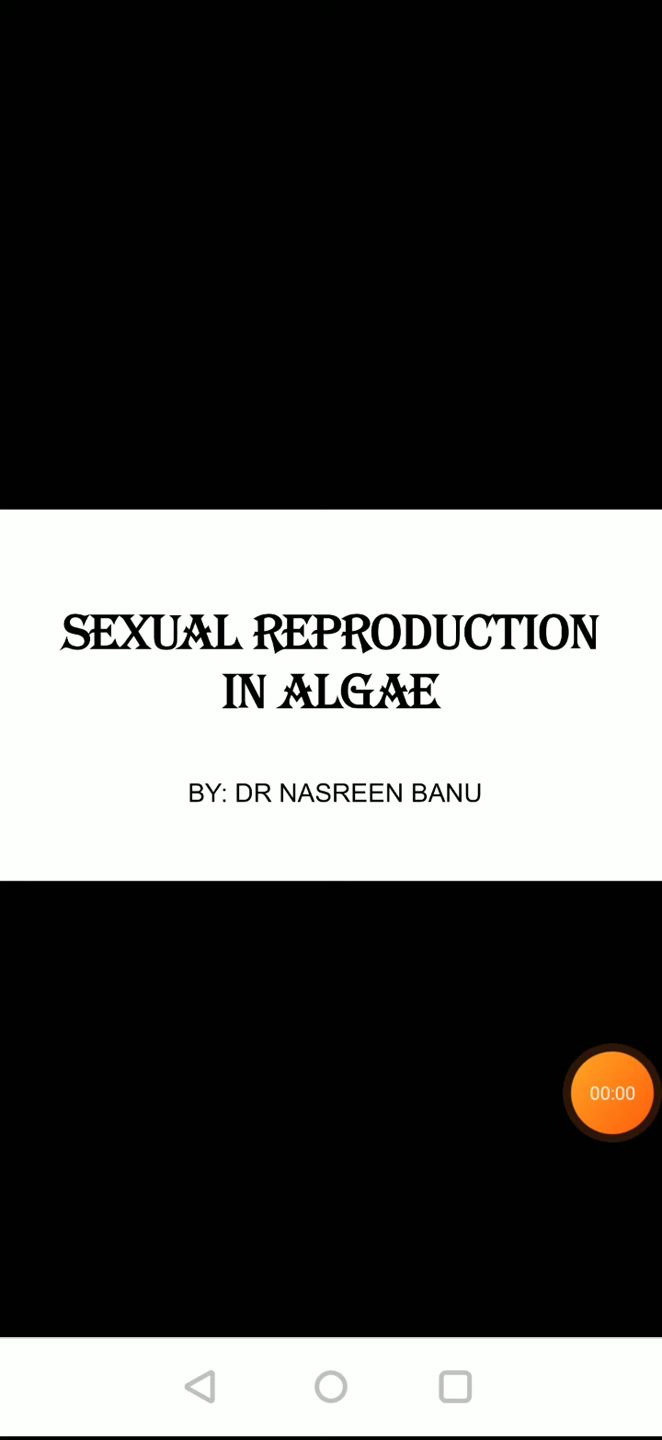 SEXUAL REPRODUCTION
IN ALGAE
BY: DR NASREEN BANU
00:00